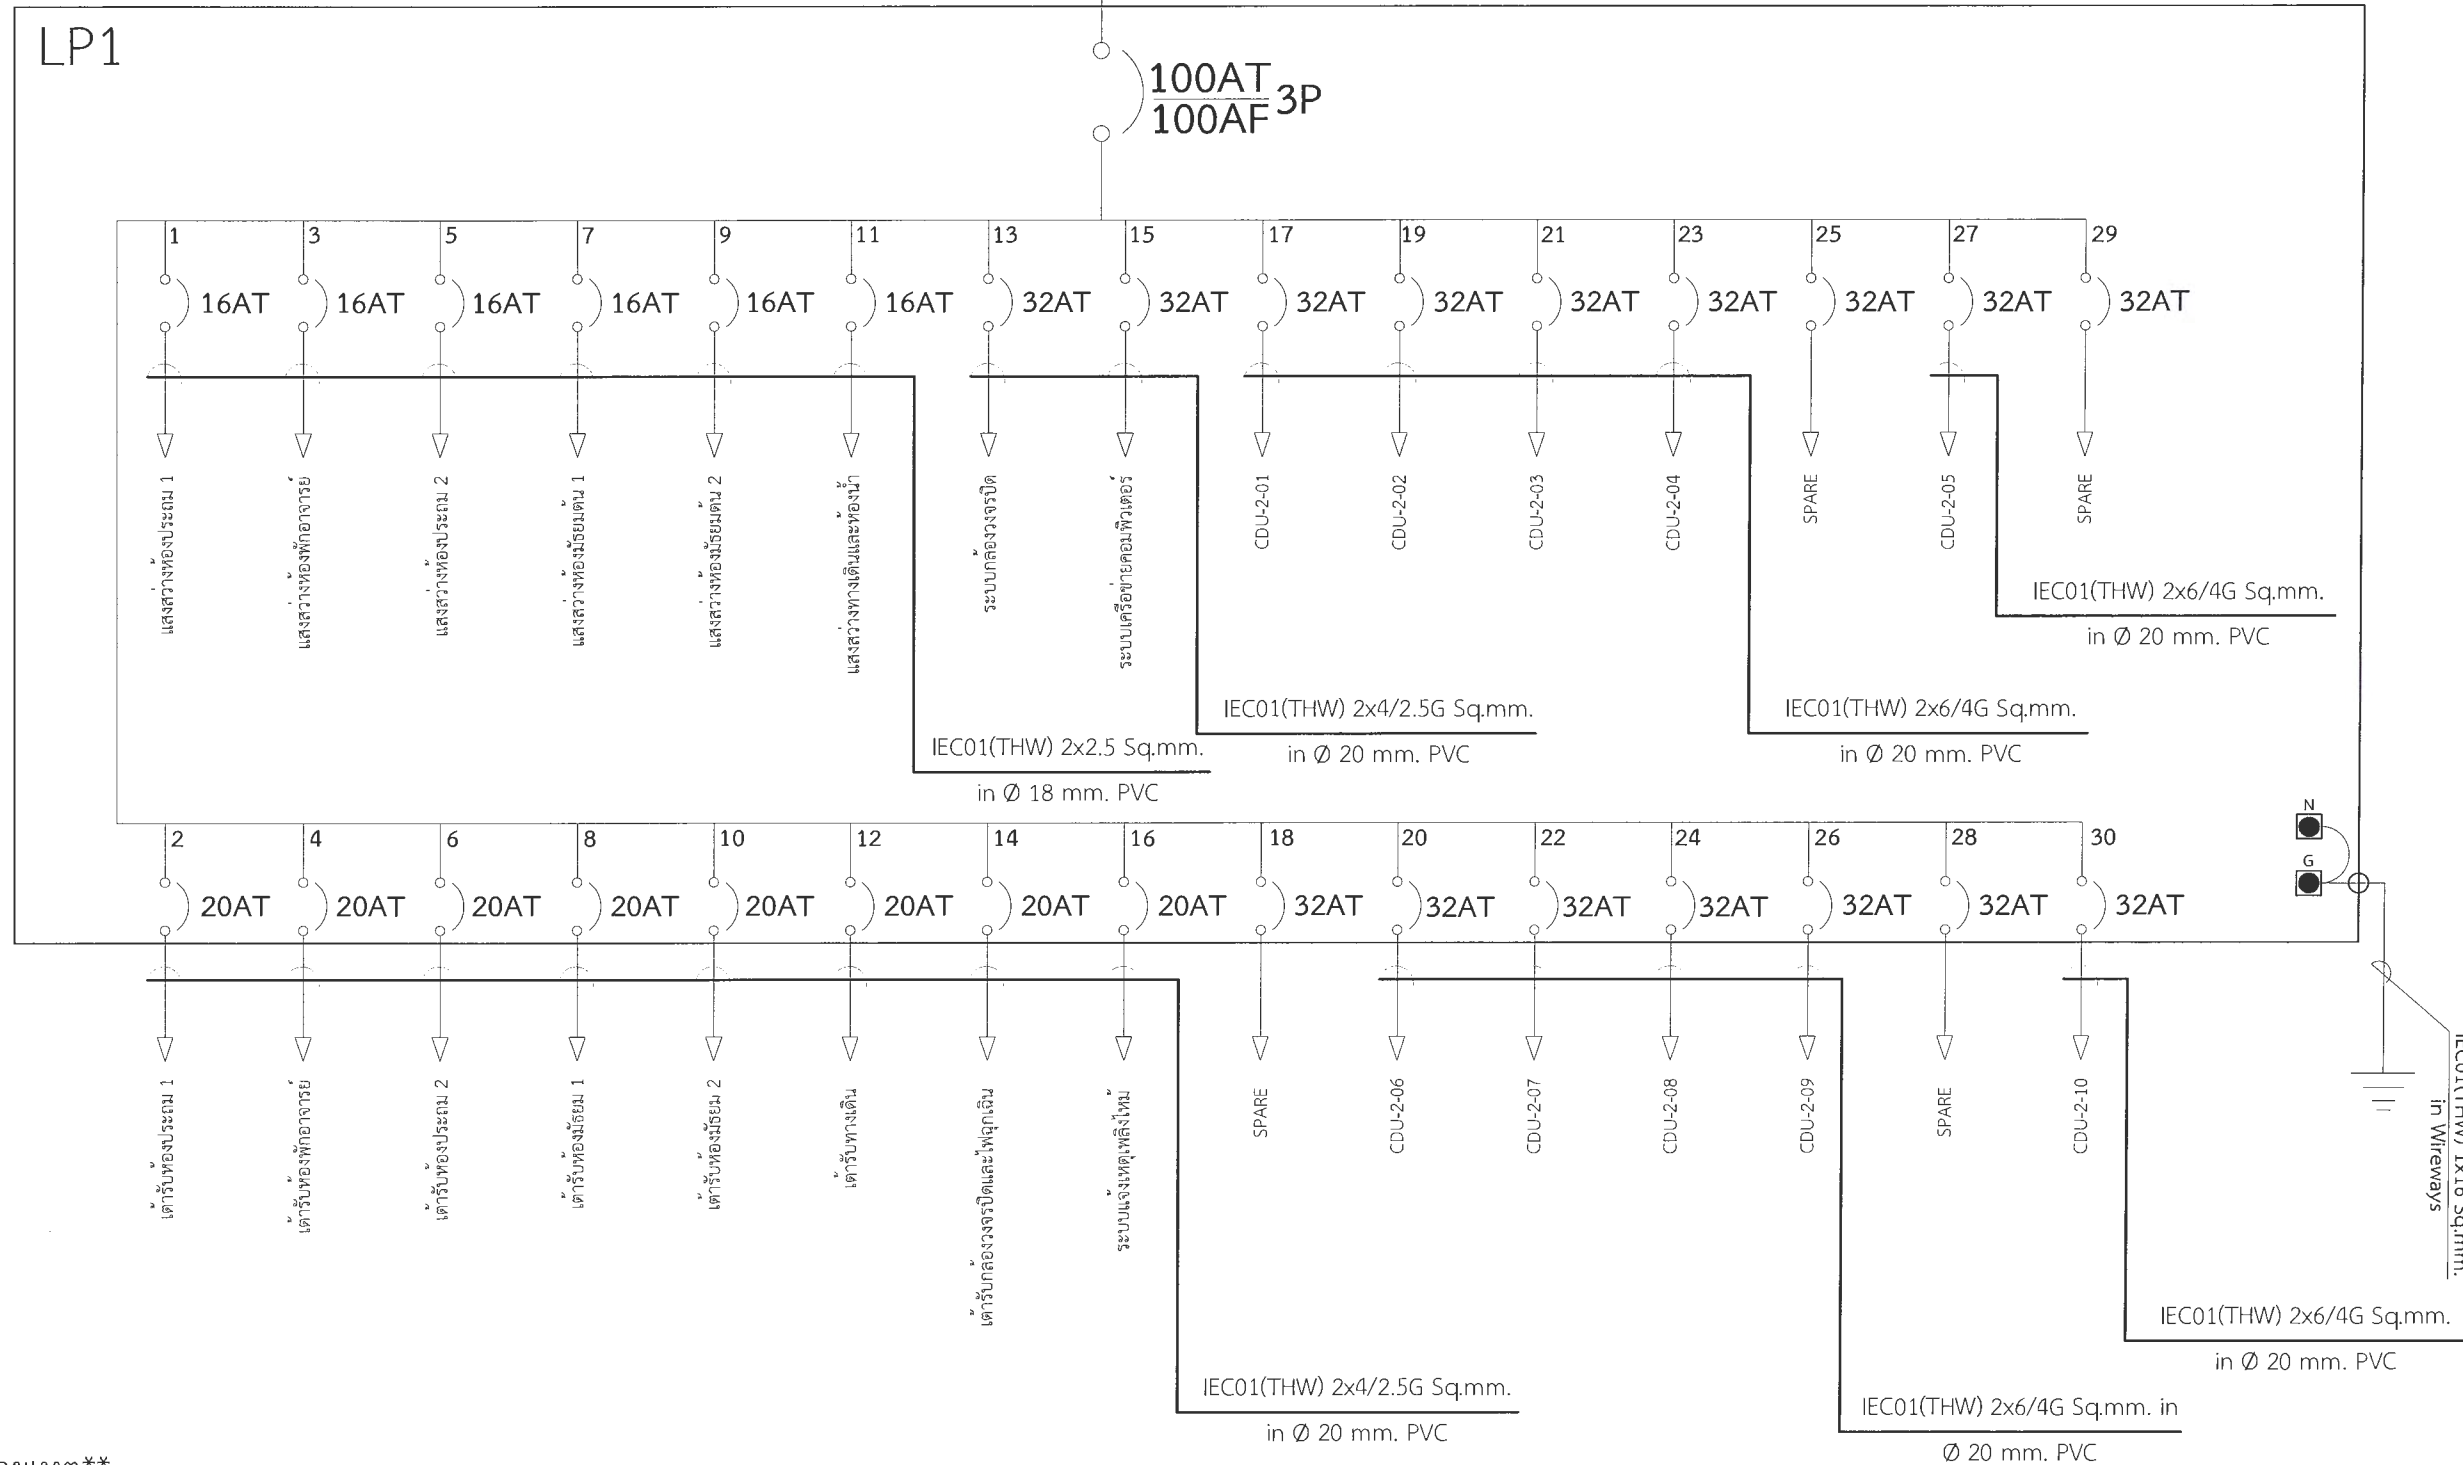 LP1
100AT
100AF
3P
1
3
5
7
9
11
13
15
17
19
21
23
25
27
29
16AT
16AT
16AT
16AT
16AT
16AT
32AT
32AT
32AT
32AT
32AT
32AT
32AT
32AT
32AT
แสงสว่างห้องประถม 1
แสงสว่างห้องพักอาจารย์
แสงสว่างห้องประถม 2
แสงสว่างห้องมัธยมต้น 1
แสงสว่างห้องมัธยมต้น 2
แสงสว่างทางเดินและห้องน้ำ
ระบบกล้องวงจรปิด
ระบบเครือข่ายคอมพิวเตอร์
CDU-2-01
CDU-2-02
CDU-2-03
CDU-2-04
SPARE
CDU-2-05
SPARE
IEC01(THW) 2x6/4G Sq.mm.
in Ø 20 mm. PVC
IEC01(THW) 2x4/2.5G Sq.mm.
in Ø 20 mm. PVC
IEC01(THW) 2x6/4G Sq.mm.
in Ø 20 mm. PVC
IEC01(THW) 2x2.5 Sq.mm.
in Ø 18 mm. PVC
N
G
2
4
6
8
10
12
14
16
18
20
22
24
26
28
30
20AT
20AT
20AT
20AT
20AT
20AT
20AT
20AT
32AT
32AT
32AT
32AT
32AT
32AT
32AT
เต้ารับห้องประถม 1
เต้ารับห้องพักอาจารย์
เต้ารับห้องประถม 2
เต้ารับห้องมัธยม 1
เต้ารับห้องมัธยม 2
เต้ารับทางเดิน
เต้ารับกล้องวงจรปิดและไฟฉุกเฉิน
ระบบแจ้งเหตุเพลิงไหม้
SPARE
CDU-2-06
CDU-2-07
CDU-2-08
CDU-2-09
SPARE
CDU-2-10
IEC01(THW) 1x16 Sq.mm.
in Wireways
IEC01(THW) 2x6/4G Sq.mm.
in Ø 20 mm. PVC
IEC01(THW) 2x4/2.5G Sq.mm.
in Ø 20 mm. PVC
IEC01(THW) 2x6/4G Sq.mm. in
Ø 20 mm. PVC